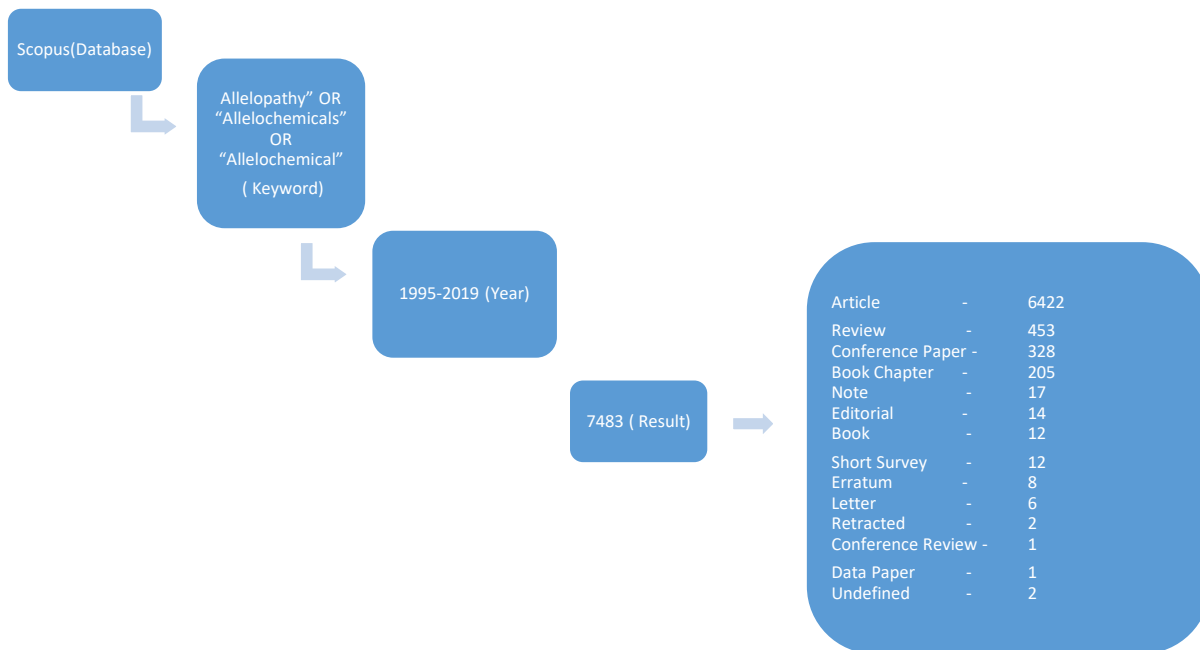 Scopus(Database)
Allelopathy” OR
“Allelochemicals”
OR
“Allelochemical”
( Keyword)
1995-2019 (Year)
7483 ( Result)
Article - 6422
Review - 453
Conference Paper - 328
Book Chapter - 205
Note - 17
Editorial - 14
Book - 12
Short Survey - 12
Erratum - 8
Letter - 6
Retracted - 2
Conference Review - 1
Data Paper - 1
Undefined - 2